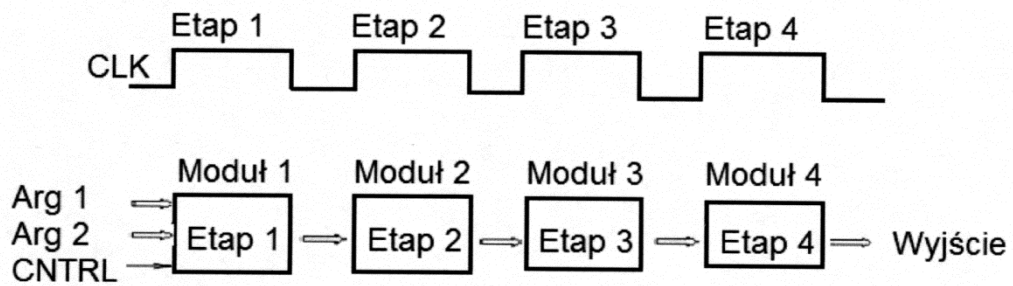 Etap 1 Etap 2 Etap 3 Etap 4
CLK
Moduł 1 Moduł 2 Moduł 3 Moduł 4
Arg 1
Arg 2 Etap 1 Etap 2 Etap 3 Etap 4 Wyjście
CNTRL